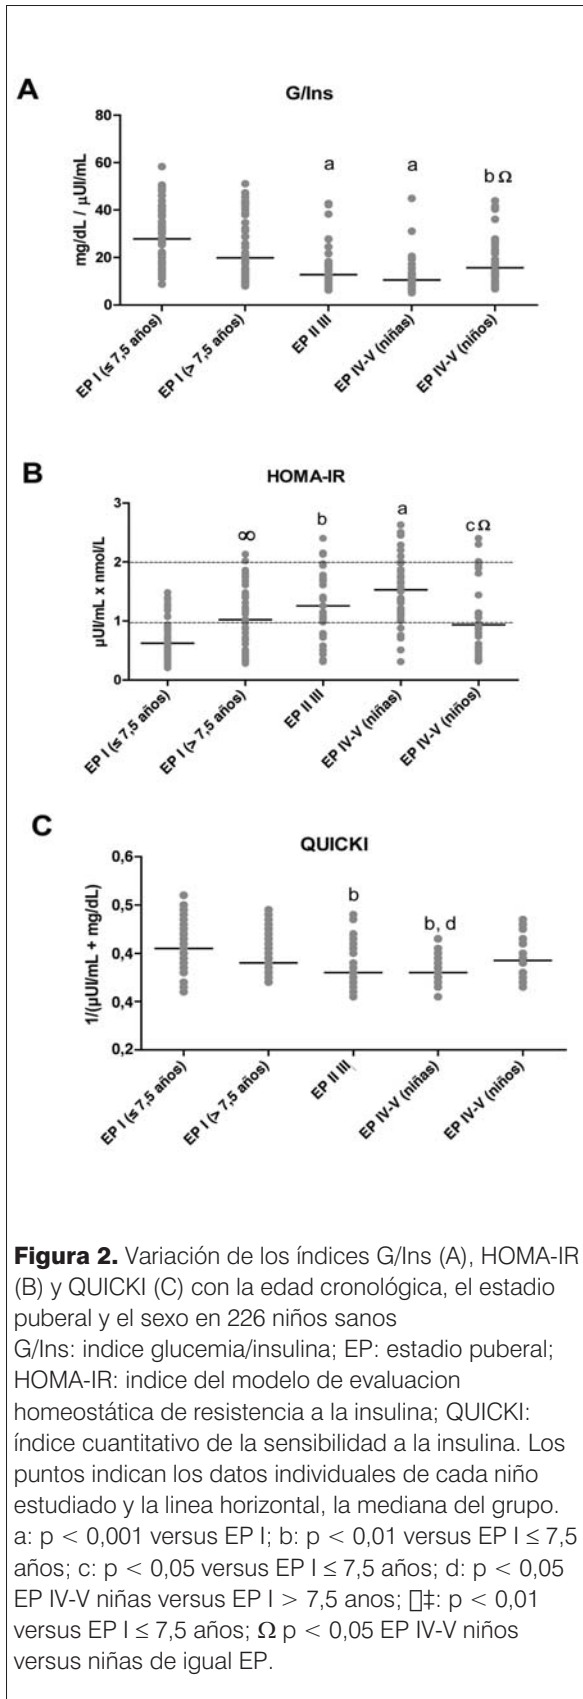 A
G/Ins
mg/dL / µUI/mL
80
60
40
20
0
a
a
b Ω
EP I (≤ 7,5 años)
EP I (> 7,5 años)
EP II III
EP IV-V (niñas)
EP IV-V (niños)
B
HOMA-IR
µUI/mL x nmol/L
3
2
1
0
∞
b
a
c Ω
EP I (≤ 7,5 años)
EP I (> 7,5 años)
EP II III
EP IV-V (niñas)
EP IV-V (niños)
C
QUICKI
1/(µUI/mL + mg/dL)
0,6
0,5
0,4
0,4
0,2
b
b, d
EP I (≤ 7,5 años)
EP I (> 7,5 años)
EP II III
EP IV-V (niñas)
EP IV-V (niños)
Figura 2. Variación de los índices G/Ins (A), HOMA-IR
(B) y QUICKI (C) con la edad cronológica, el estadio
puberal y el sexo en 226 niños sanos
G/Ins: indice glucemia/insulina; EP: estadio puberal;
HOMA-IR: indice del modelo de evaluacion
homeostática de resistencia a la insulina; QUICKI:
índice cuantitativo de la sensibilidad a la insulina. Los
puntos indican los datos individuales de cada niño
estudiado y la linea horizontal, la mediana del grupo.
a: p < 0,001 versus EP I; b: p < 0,01 versus EP I ≤ 7,5
años; c: p < 0,05 versus EP I ≤ 7,5 años; d: p < 0,05
EP IV-V niñas versus EP I > 7,5 anos; ▯‡: p < 0,01
versus EP I ≤ 7,5 años; Ω p < 0,05 EP IV-V niños
versus niñas de igual EP.